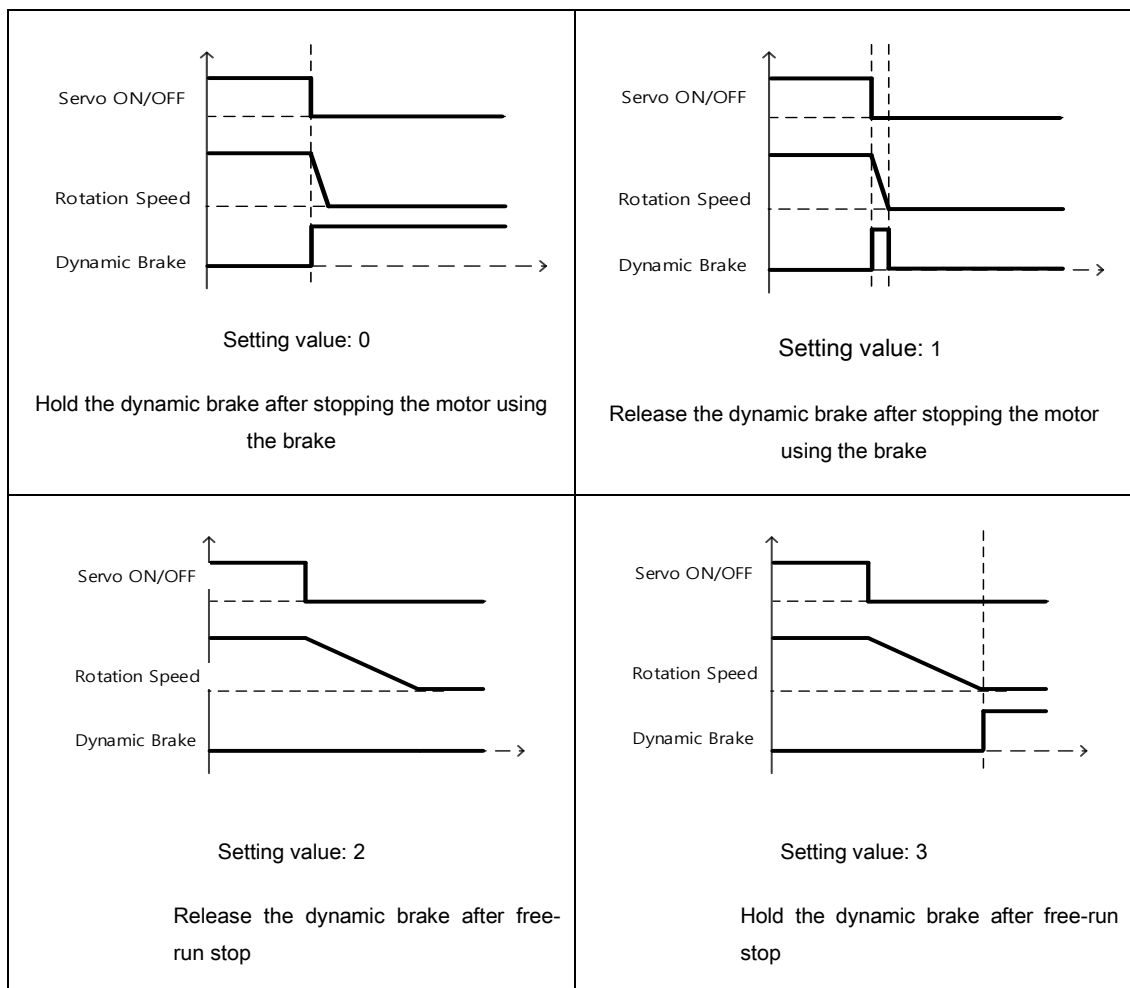 Servo ON/OFF
Rotation Speed
Dynamic Brake
Setting value: 0
Hold the dynamic brake after stopping the motor using
the brake
Servo ON/OFF
Rotation Speed
Dynamic Brake
Setting value: 1
Release the dynamic brake after stopping the motor
using the brake
Servo ON/OFF
Rotation Speed
Dynamic Brake
Setting value: 2
Release the dynamic brake after free-
run stop
Servo ON/OFF
Rotation Speed
Dynamic Brake
Setting value: 3
Hold the dynamic brake after free-run
stop